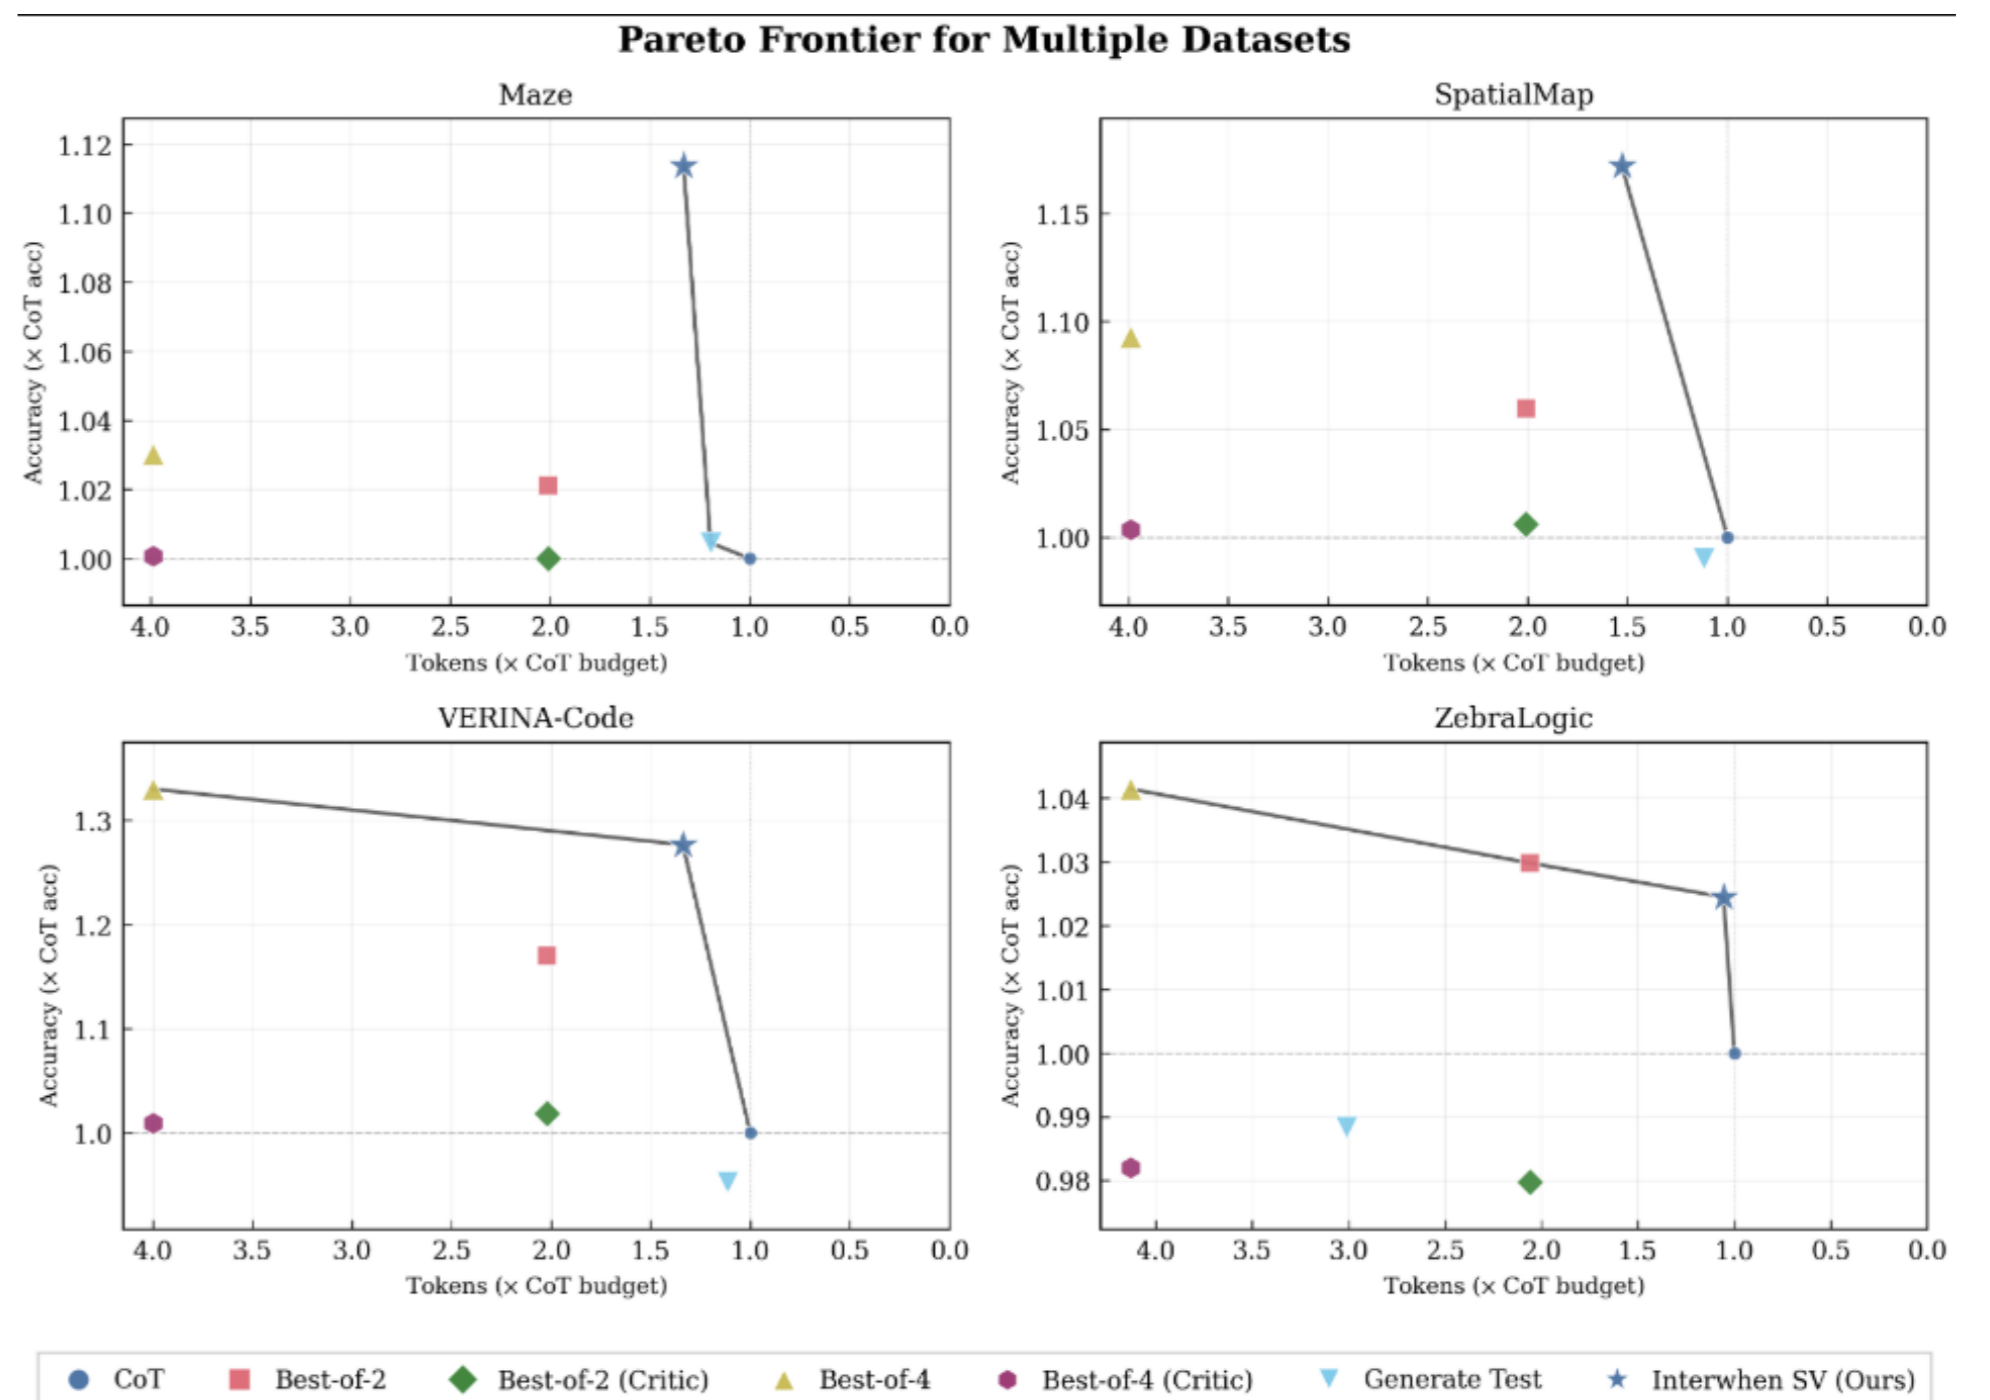 Pareto Frontier for Multiple Datasets
Maze
1.12
1.10
1.08
1.06
1.04
1.02
1.00
Accuracy (× CoT acc)
4.0 3.5 3.0 2.5 2.0 1.5 1.0 0.5 0.0
Tokens (× CoT budget)
SpatialMap
1.15
1.10
1.05
1.00
Accuracy (× CoT acc)
4.0 3.5 3.0 2.5 2.0 1.5 1.0 0.5 0.0
Tokens (× CoT budget)
VERINA-Code
1.3
1.2
1.1
1.0
Accuracy (× CoT acc)
4.0 3.5 3.0 2.5 2.0 1.5 1.0 0.5 0.0
Tokens (× CoT budget)
ZebraLogic
1.04
1.03
1.02
1.01
1.00
0.99
0.98
Accuracy (× CoT acc)
4.0 3.5 3.0 2.5 2.0 1.5 1.0 0.5 0.0
Tokens (× CoT budget)
CoT Best-of-2 Best-of-2 (Critic) Best-of-4 Best-of-4 (Critic) Generate Test Interwhen SV (Ours)